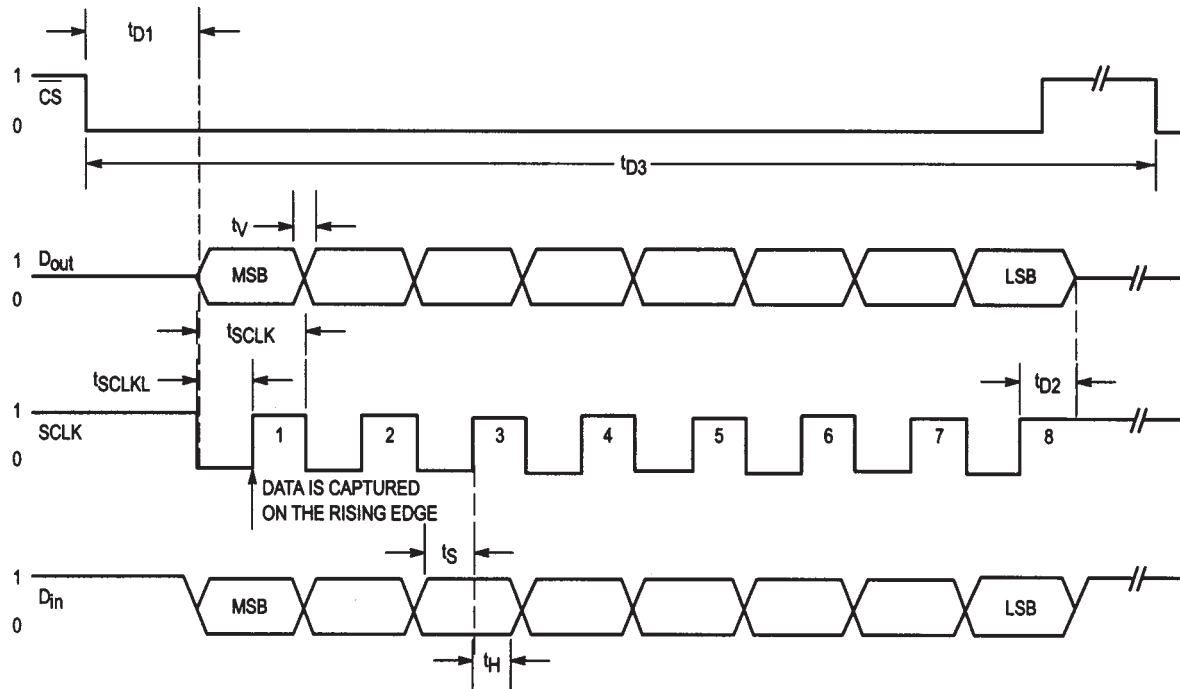 tD1
1
CS
0
tD3
tV
1 Dout
0
MSB
LSB
tSCLK
tSCLKL
tD2
1
SCLK
0
1 2 3 4 5 6 7 8
DATA IS CAPTURED
ON THE RISING EDGE
tS
1
Din
0
MSB
LSB
tH